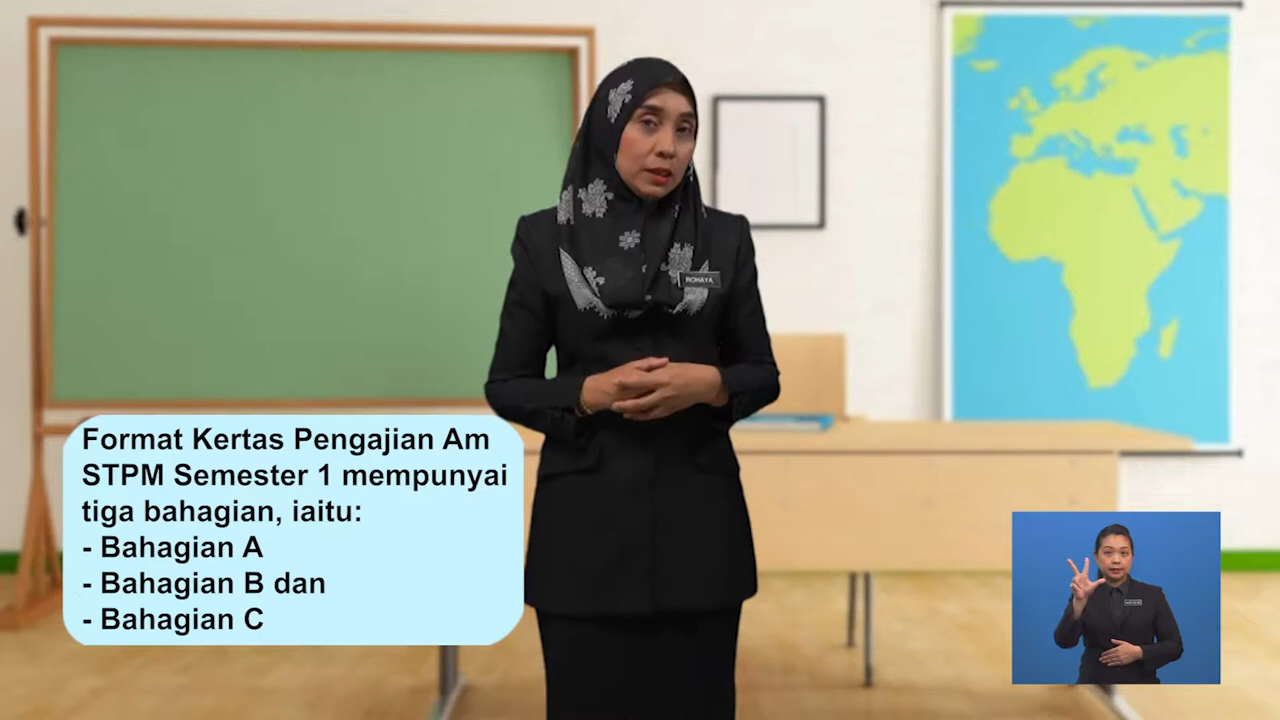 ROHAYA
Format Kertas Pengajian Am
STPM Semester 1 mempunyai
tiga bahagian, iaitu:
- Bahagian A
- Bahagian B dan
- Bahagian C